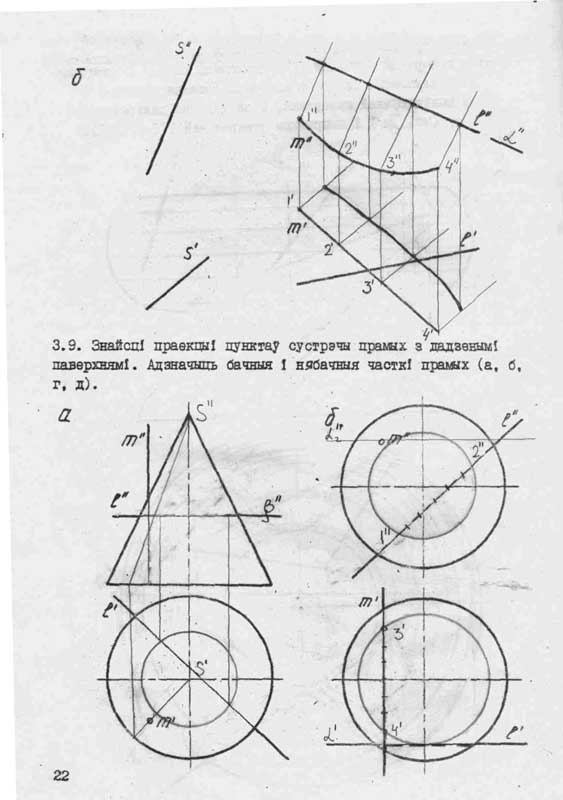 б
S"
1"
m"
2"
3"
4"
ℓ"
α"
1'
m'
2'
3'
4'
S'
ℓ'
3.9. Знайсці праекцыі пунктаў сустрэчы прамых з дадзенымі
паверхнямі. Адзначыць бачныя і нябачныя часткі прамых (а, б,
г, д).
а
S"
m"
ℓ"
ℓ'
S'
m'
б
m"
ℓ"
2"
1"
m'
3'
4'
α'
ℓ'
22